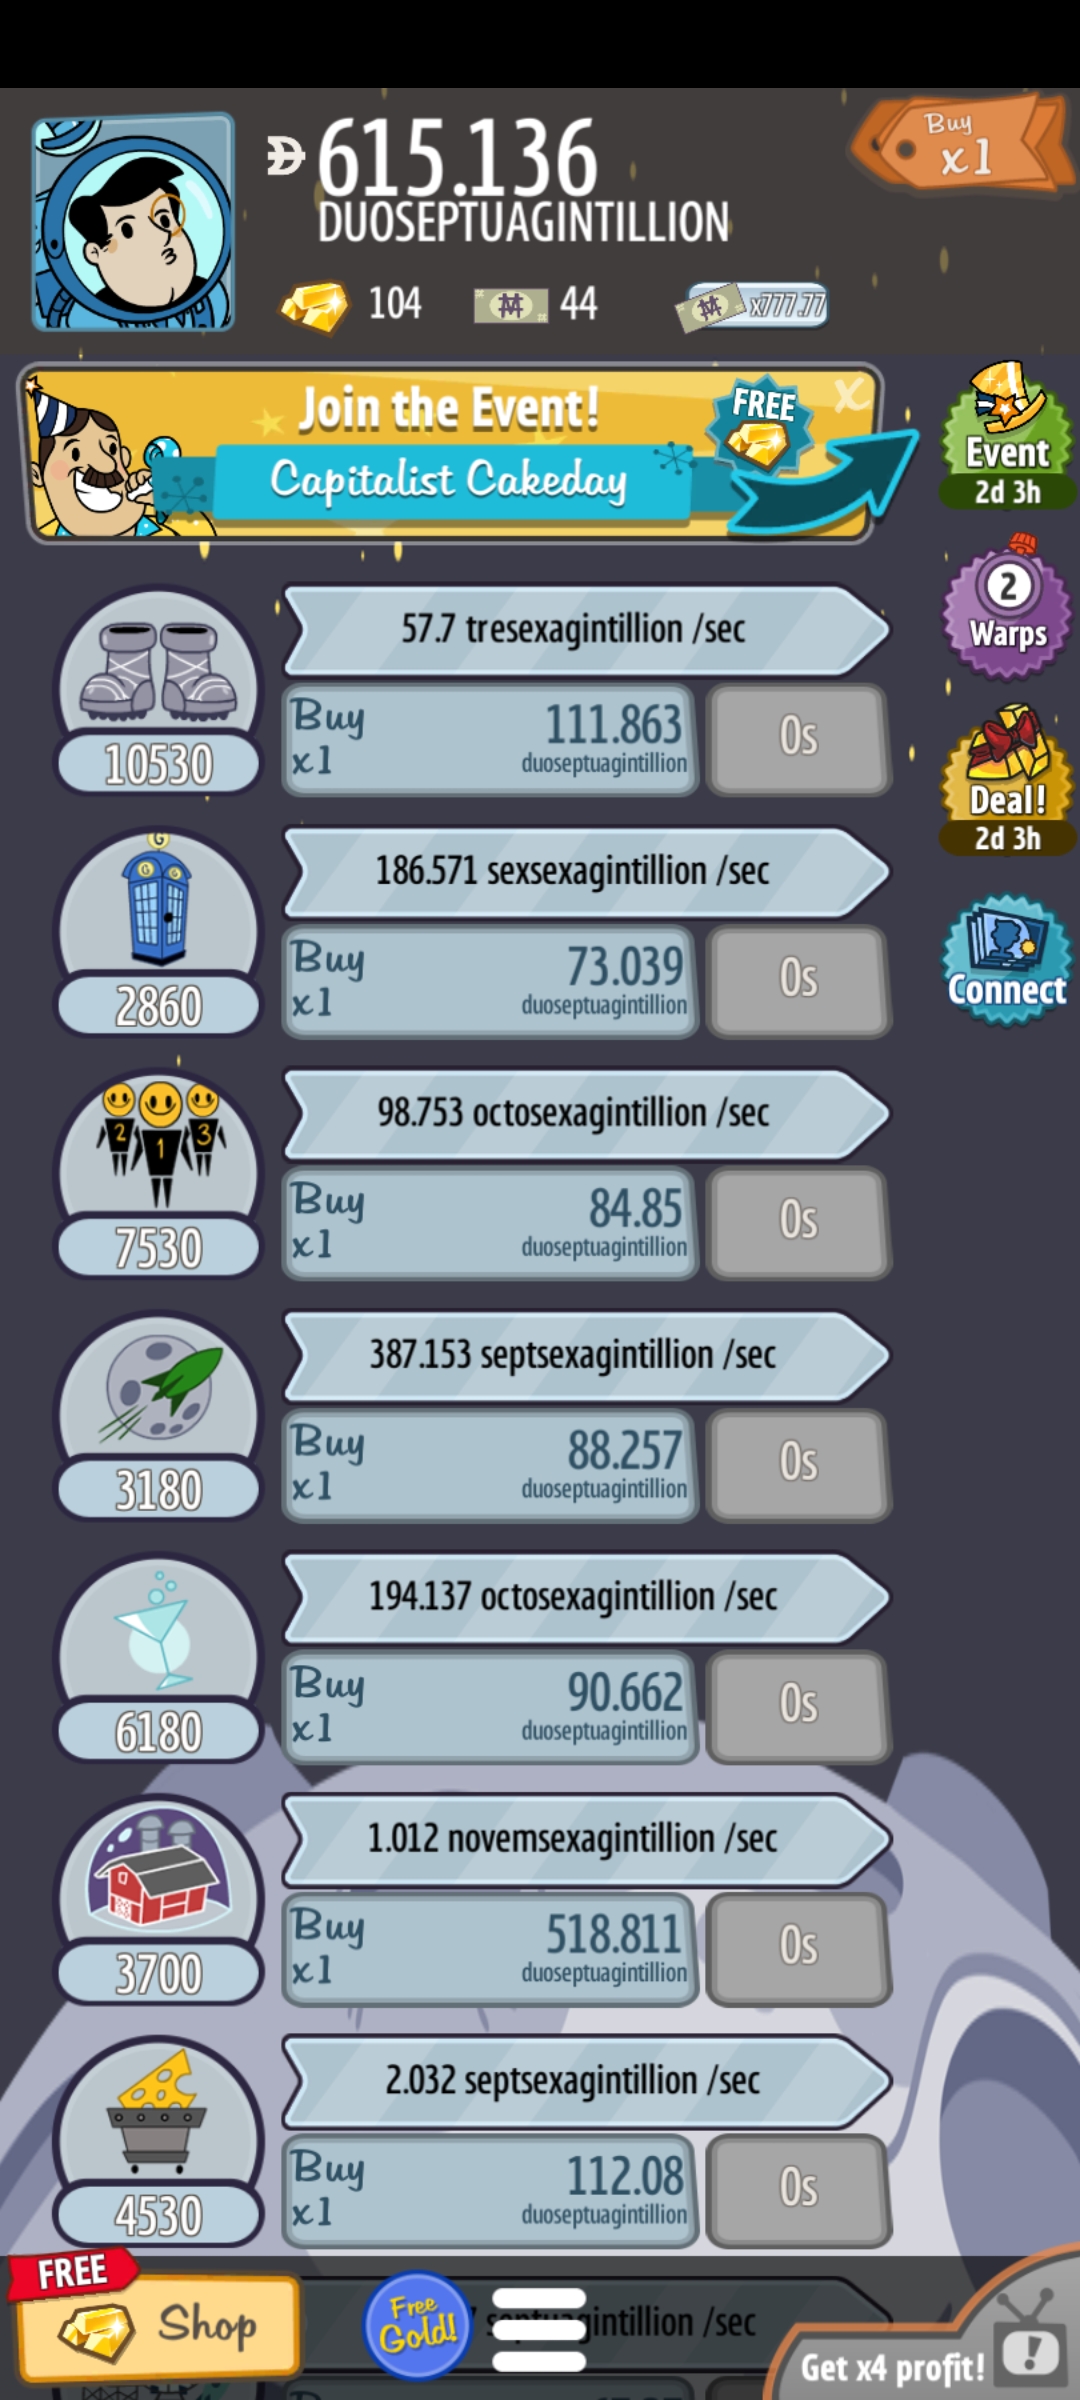 Buy
x1
615.136
DUOSEPTUAGINTILLION
104
44
x777.77
Join the Event!
Capitalist Cakeday
FREE
X
Event
2d 3h
2
Warps
Deal!
2d 3h
Connect
57.7 tresexagintillion /sec
Buy
x1
111.863
duoseptuagintillion
0s
10530
186.571 sexsexagintillion /sec
G
G G
Buy
x1
73.039
duoseptuagintillion
0s
2860
98.753 octosexagintillion /sec
2 1 3
Buy
x1
84.85
duoseptuagintillion
0s
7530
387.153 septsexagintillion /sec
Buy
x1
88.257
duoseptuagintillion
0s
3180
194.137 octosexagintillion /sec
Buy
x1
90.662
duoseptuagintillion
0s
6180
1.012 novemsexagintillion /sec
Buy
x1
518.811
duoseptuagintillion
0s
3700
2.032 septsexagintillion /sec
Buy
x1
112.08
duoseptuagintillion
0s
4530
FREE
Shop
Free
Gold!
septuagintillion /sec
Get x4 profit!
!